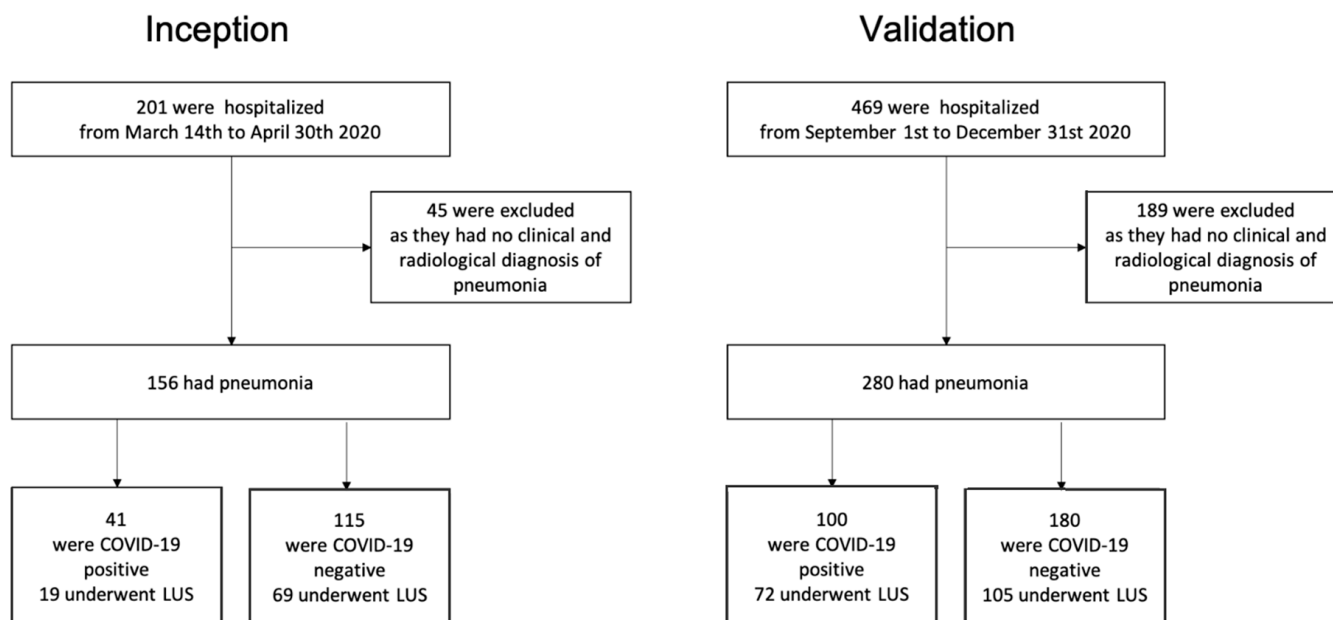 Inception
201 were hospitalized
from March 14th to April 30th 2020
45 were excluded
as they had no clinical and
radiological diagnosis of
pneumonia
156 had pneumonia
41
were COVID-19
positive
19 underwent LUS
115
were COVID-19
negative
69 underwent LUS
Validation
469 were hospitalized
from September 1st to December 31st 2020
189 were excluded
as they had no clinical and
radiological diagnosis of
pneumonia
280 had pneumonia
100
were COVID-19
positive
72 underwent LUS
180
were COVID-19
negative
105 underwent LUS